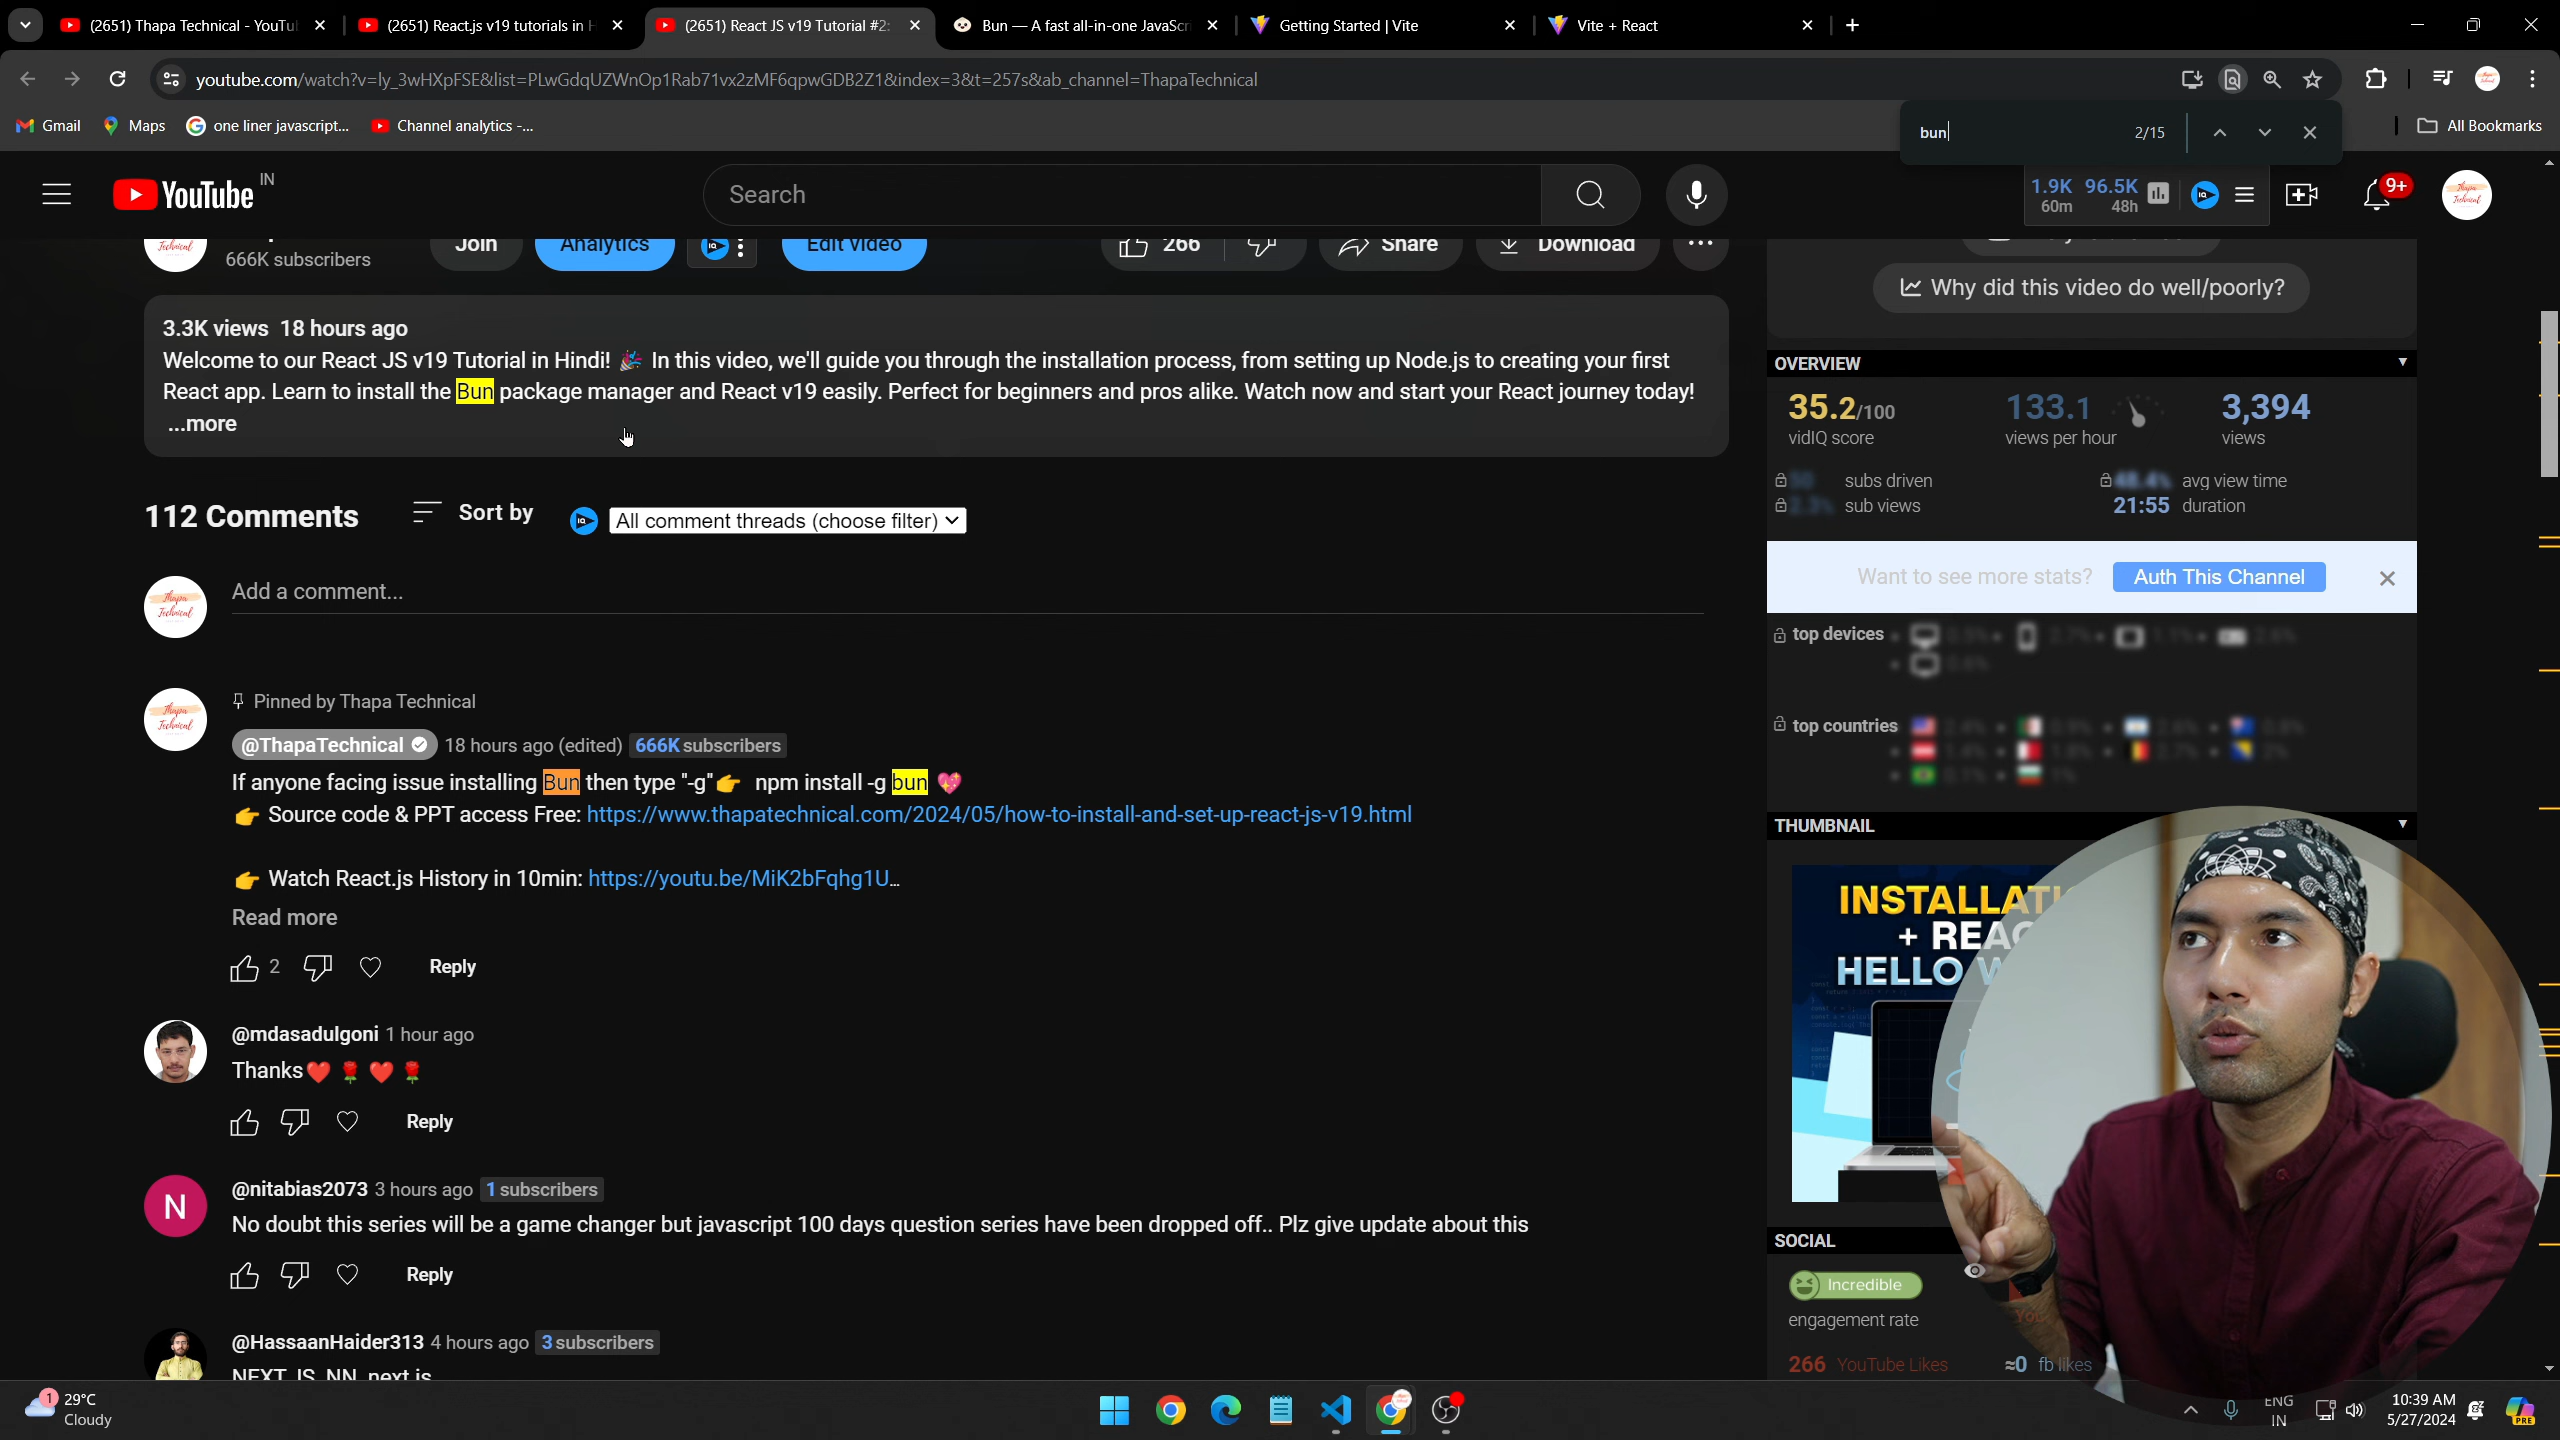 (2651) Thapa Technical - YouTu
(2651) React.js v19 tutorials in H
(2651) React JS v19 Tutorial #2:
Bun — A fast all-in-one JavaScri
Getting Started | Vite
Vite + React
youtube.com/watch?v=ly_3wHXpFSE&list=PLwGdqUZWnOp1Rab71vx2zMF6qpwGDB2Z1&index=3&t=257s&ab_channel=ThapaTechnical
Gmail
Maps
one liner javascript...
Channel analytics -...
bun
2/15
All Bookmarks
YouTube IN
Search
1.9K 96.5K
60m 48h
9+
666K subscribers
Join
Analytics
Edit video
266
Share
Download
Why did this video do well/poorly?
3.3K views 18 hours ago
Welcome to our React JS v19 Tutorial in Hindi! 🎉 In this video, we'll guide you through the installation process, from setting up Node.js to creating your first
React app. Learn to install the Bun package manager and React v19 easily. Perfect for beginners and pros alike. Watch now and start your React journey today!
...more
OVERVIEW
35.2/100
vidIQ score
133.1
views per hour
3,394
views
subs driven
avg view time
sub views
21:55 duration
112 Comments
Sort by
All comment threads (choose filter)
Add a comment...
Want to see more stats?
Auth This Channel
top devices
top countries
Pinned by Thapa Technical
@ThapaTechnical 18 hours ago (edited) 666K subscribers
If anyone facing issue installing Bun then type "-g"👉 npm install -g bun 💖
👉 Source code & PPT access Free: https://www.thapatechnical.com/2024/05/how-to-install-and-set-up-react-js-v19.html
👉 Watch React.js History in 10min: https://youtu.be/MiK2bFqhg1U...
Read more
2
Reply
THUMBNAIL
INSTALLATI
+ REAC
HELLO W
@mdasadulgoni 1 hour ago
Thanks❤️🌹❤️🌹
Reply
N
@nitabias2073 3 hours ago 1 subscribers
No doubt this series will be a game changer but javascript 100 days question series have been dropped off.. Plz give update about this
Reply
SOCIAL
Incredible
engagement rate
266 YouTube Likes
≈0 fb likes
@HassaanHaider313 4 hours ago 3 subscribers
NEXT JS NN next js
1
29°C
Cloudy
ENG
IN
10:39 AM
5/27/2024
PRE